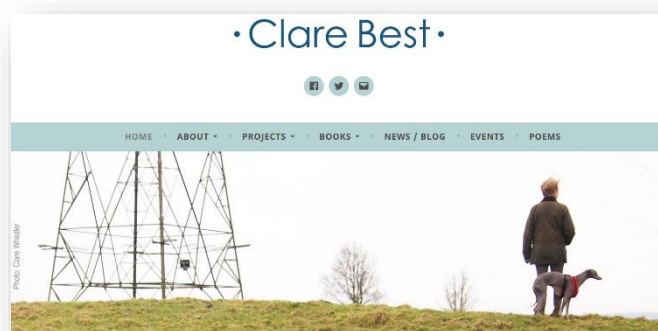 · Clare Best ·
HOME · ABOUT · PROJECTS · BOOKS · NEWS / BLOG · EVENTS · POEMS
Photo: Clare Whistler